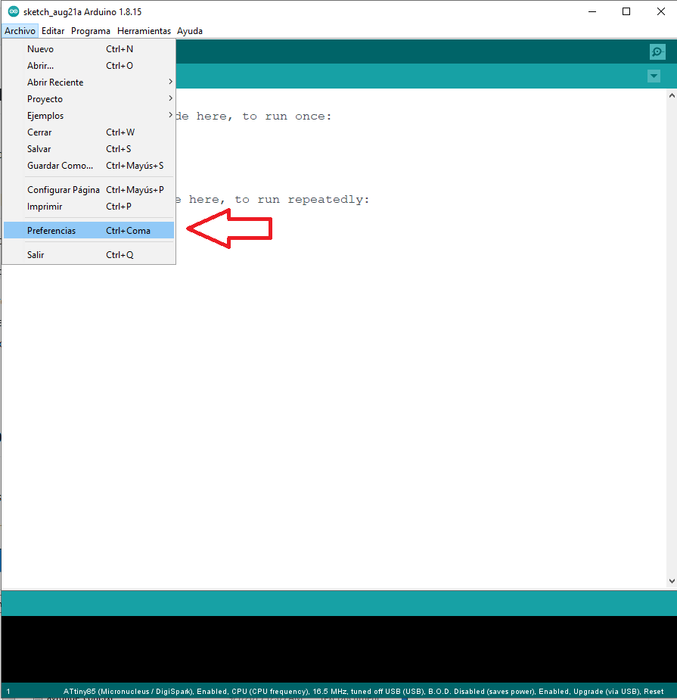 sketch_aug21a Arduino 1.8.15
Archivo Editar Programa Herramientas Ayuda
Nuevo Ctrl+N
Abrir... Ctrl+O
Abrir Reciente
Proyecto
Ejemplos
Cerrar Ctrl+W
Salvar Ctrl+S
Guardar Como... Ctrl+Mayús+S
Configurar Página Ctrl+Mayús+P
Imprimir Ctrl+P
Preferencias Ctrl+Coma
Salir Ctrl+Q
de here, to run once:
e here, to run repeatedly:
1 ATtiny85 (Micronucleus / DigiSpark), Enabled, CPU (CPU frequency), 16.5 MHz, tuned off USB (USB), B.O.D. Disabled (saves power), Enabled, Upgrade (via USB), Reset